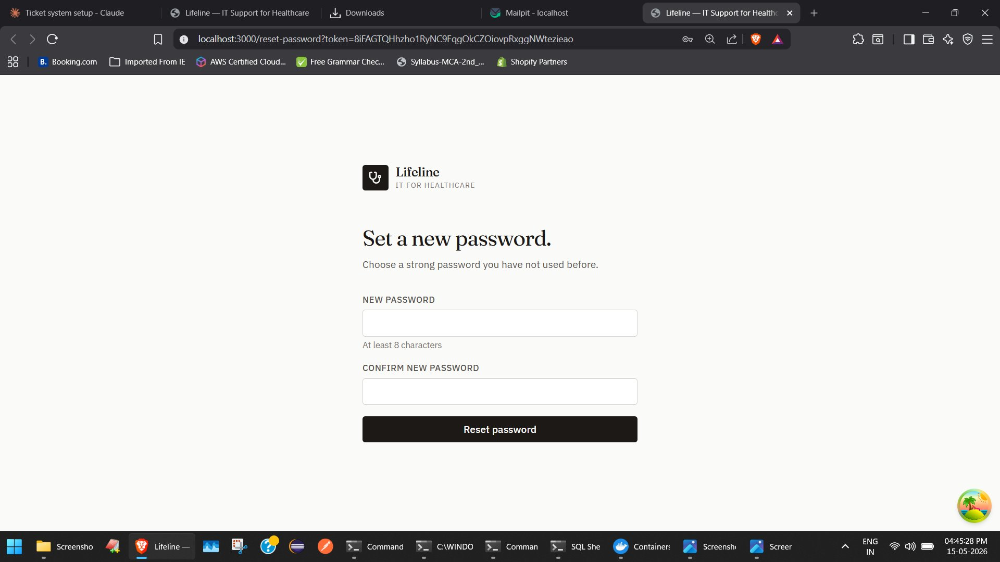 Ticket system setup - Claude
Lifeline — IT Support for Healthcare
Downloads
Mailpit - localhost
Lifeline — IT Support for Healthc
localhost:3000/reset-password?token=8iFAGTQHhzho1RyNC9FqgOkCZOiovpRxggNWtezieao
Booking.com
Imported From IE
AWS Certified Cloud...
Free Grammar Chec...
Syllabus-MCA-2nd_...
Shopify Partners
Lifeline
IT FOR HEALTHCARE
Set a new password.
Choose a strong password you have not used before.
NEW PASSWORD
At least 8 characters
CONFIRM NEW PASSWORD
Reset password
Screensho
Lifeline —
Command
C:\WINDO
Comman
SQL She
Containers
Screensh
Screer
ENG
IN
04:45:28 PM
15-05-2026